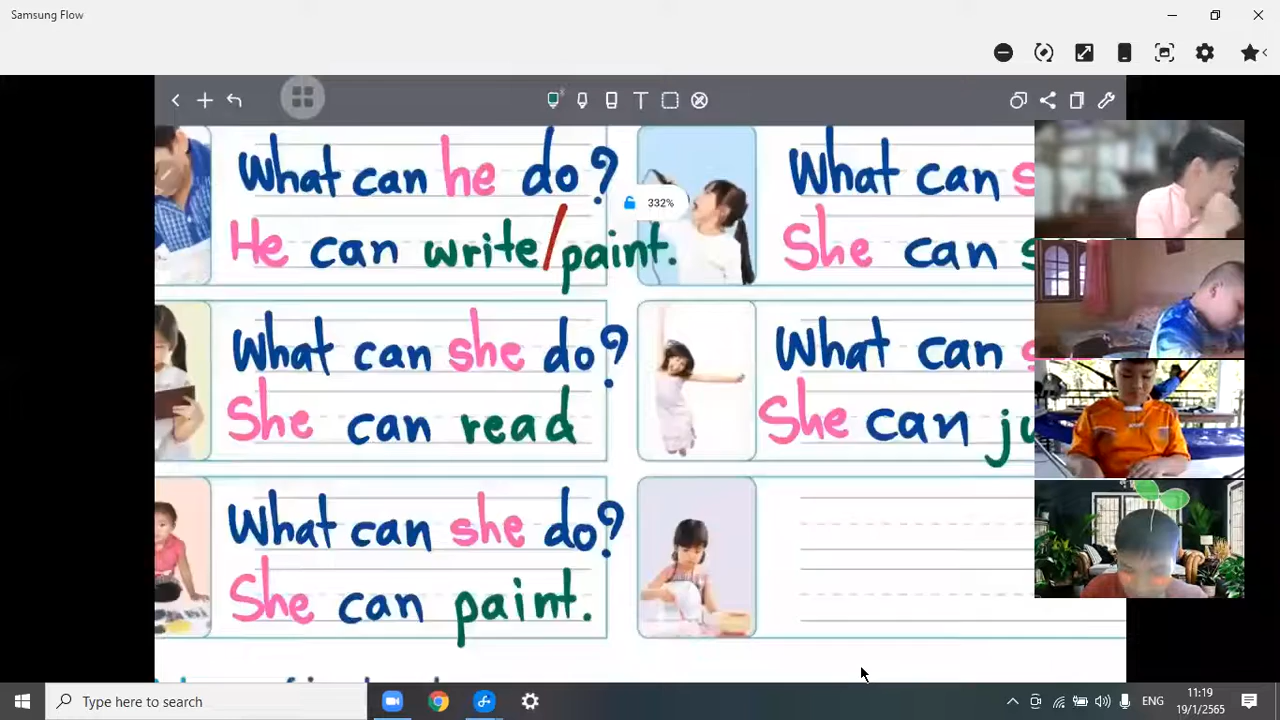 Samsung Flow
What can he do?
332%
What can s
He can write/paint.
She can s
What can she do?
What can s
She can read
She can ju
What can she do?
She can paint.
Type here to search
ENG
11:19
19/1/2565